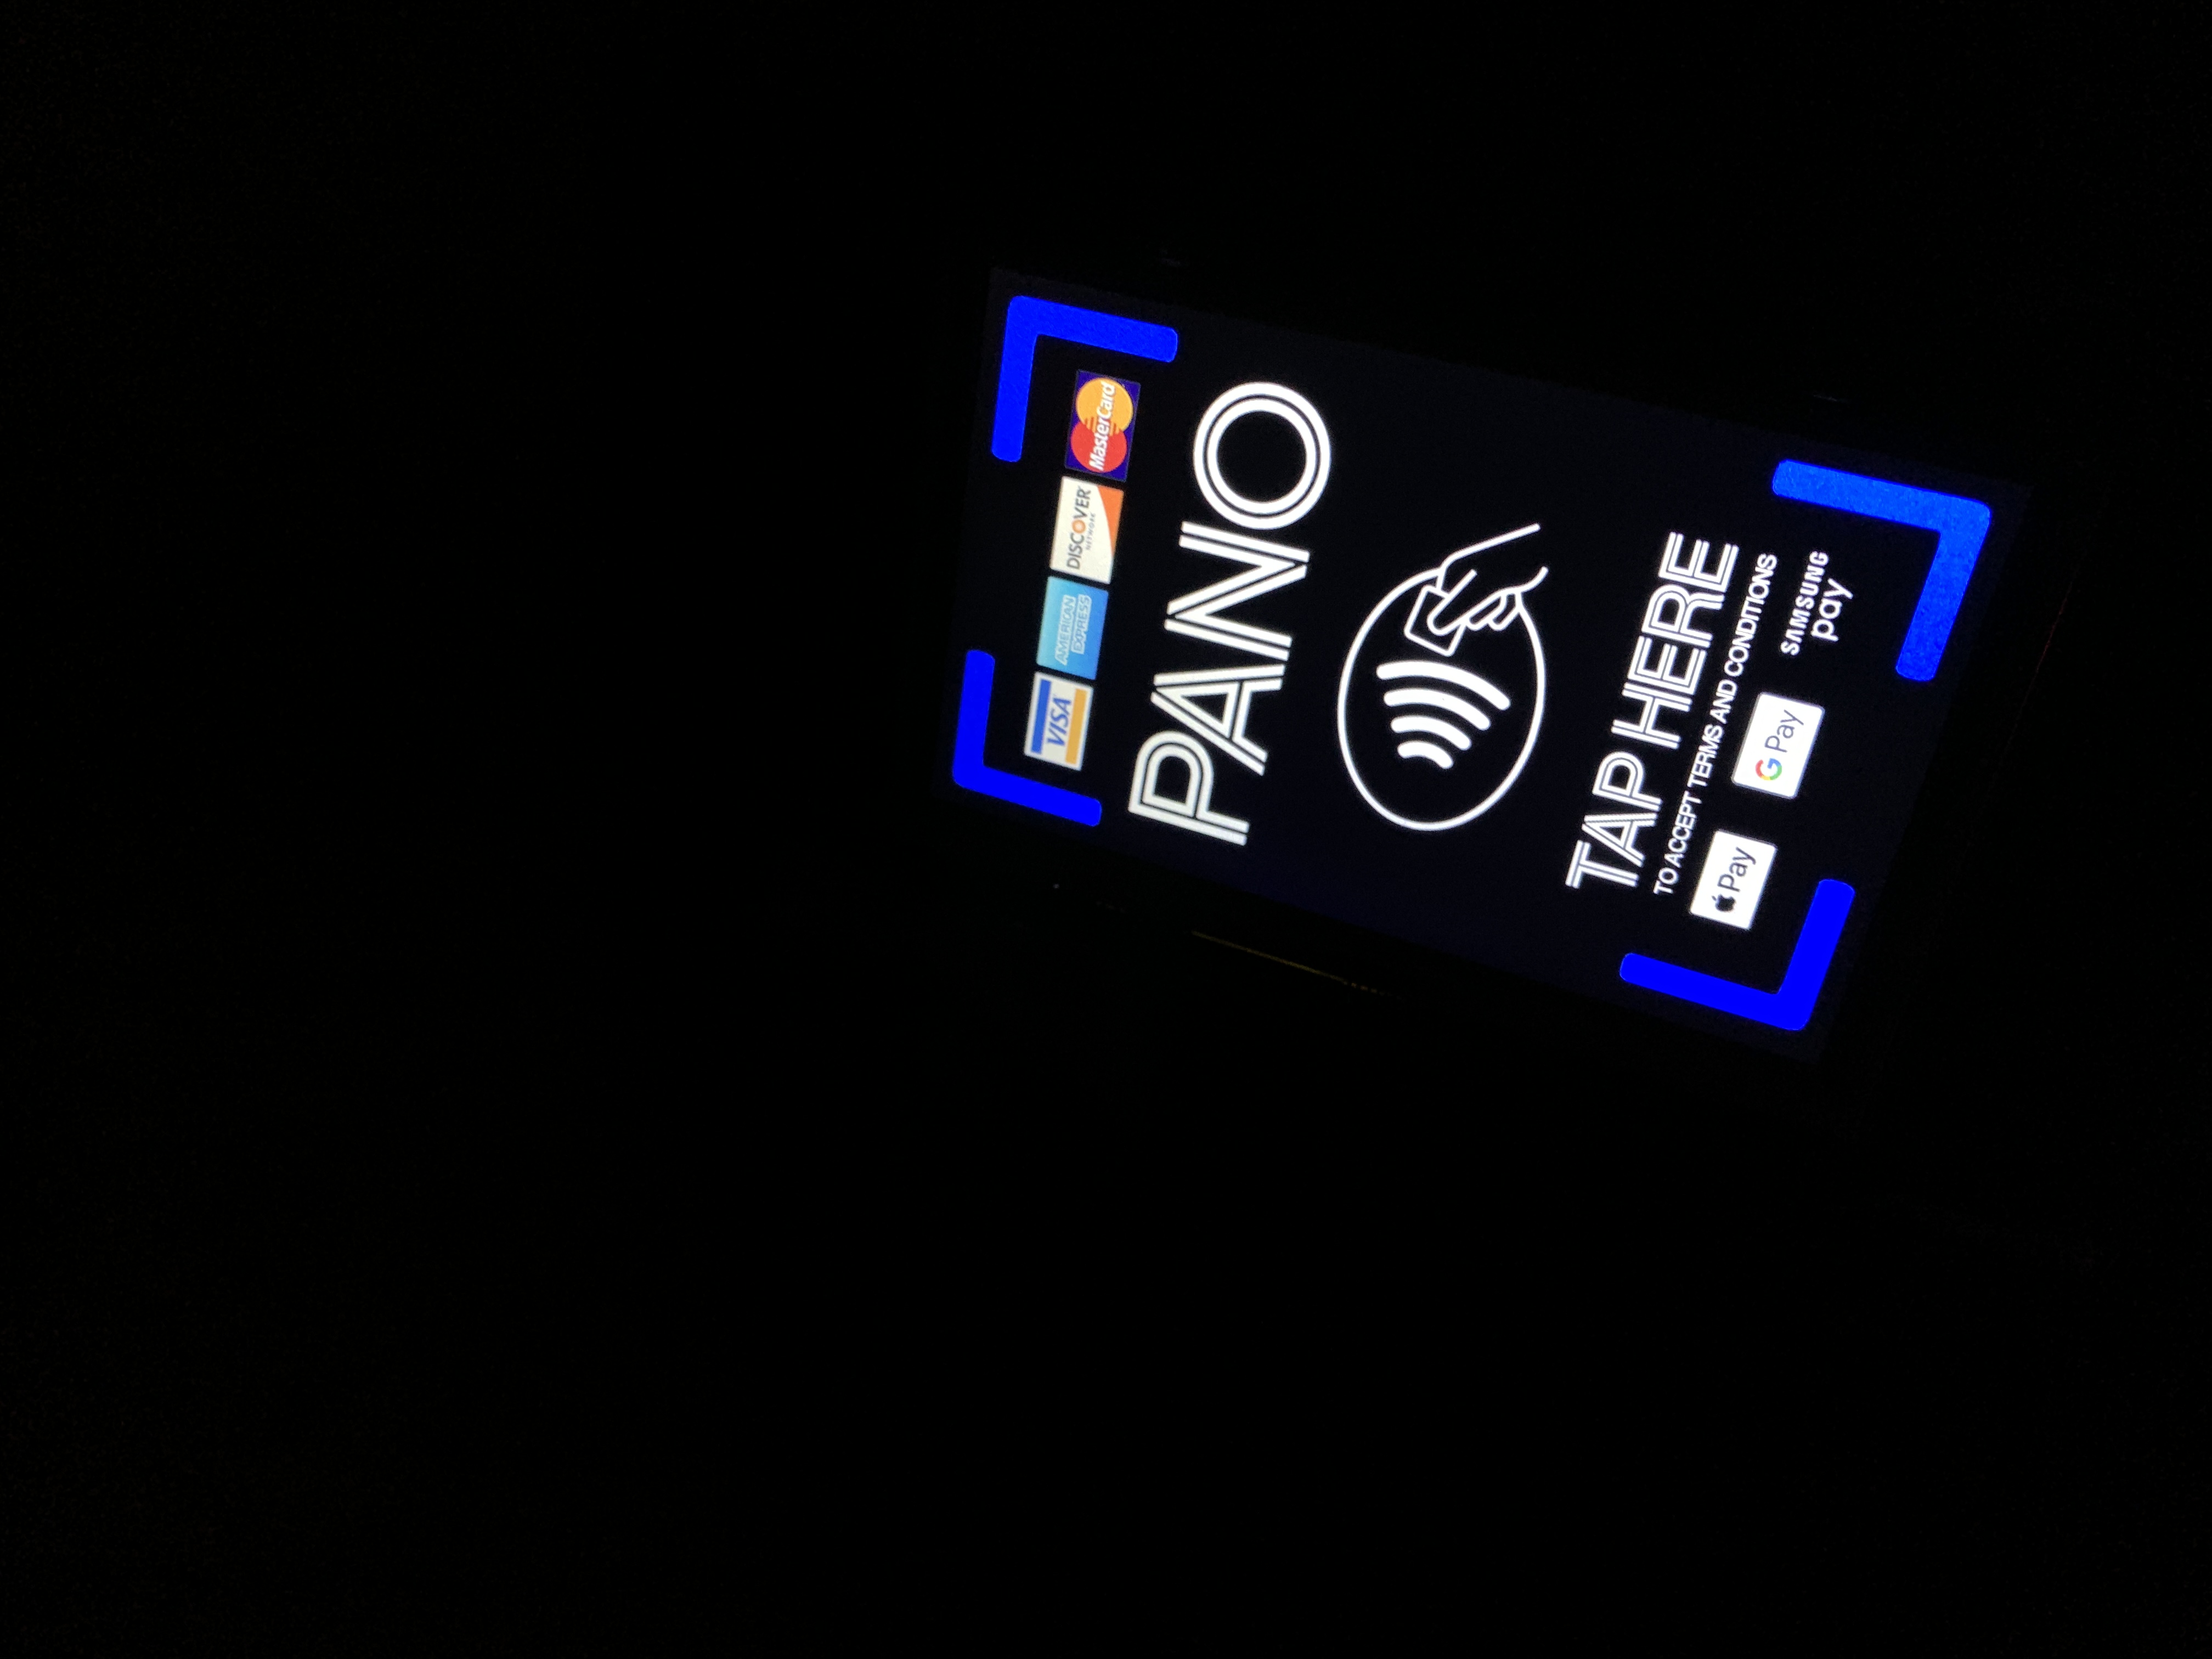 VISA AMERICAN EXPRESS DISCOVER NETWORK MasterCard
PANO
TAP HERE
TO ACCEPT TERMS AND CONDITIONS
Pay G Pay SAMSUNG pay